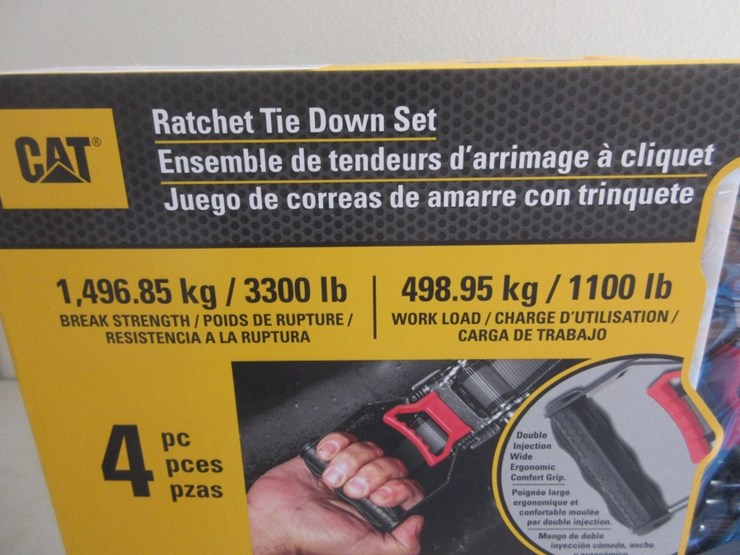 CAT®
Ratchet Tie Down Set
Ensemble de tendeurs d'arrimage à cliquet
Juego de correas de amarre con trinquete
1,496.85 kg / 3300 lb
BREAK STRENGTH / POIDS DE RUPTURE /
RESISTENCIA A LA RUPTURA
498.95 kg / 1100 lb
WORK LOAD / CHARGE D'UTILISATION /
CARGA DE TRABAJO
4
pc
pces
pzas
Double
Injection
Wide
Ergonomic
Comfort Grip.
Poignée large
ergonomique et
confortable moulée
par double injection.
Mango de doble
inyección cómodo, ancho